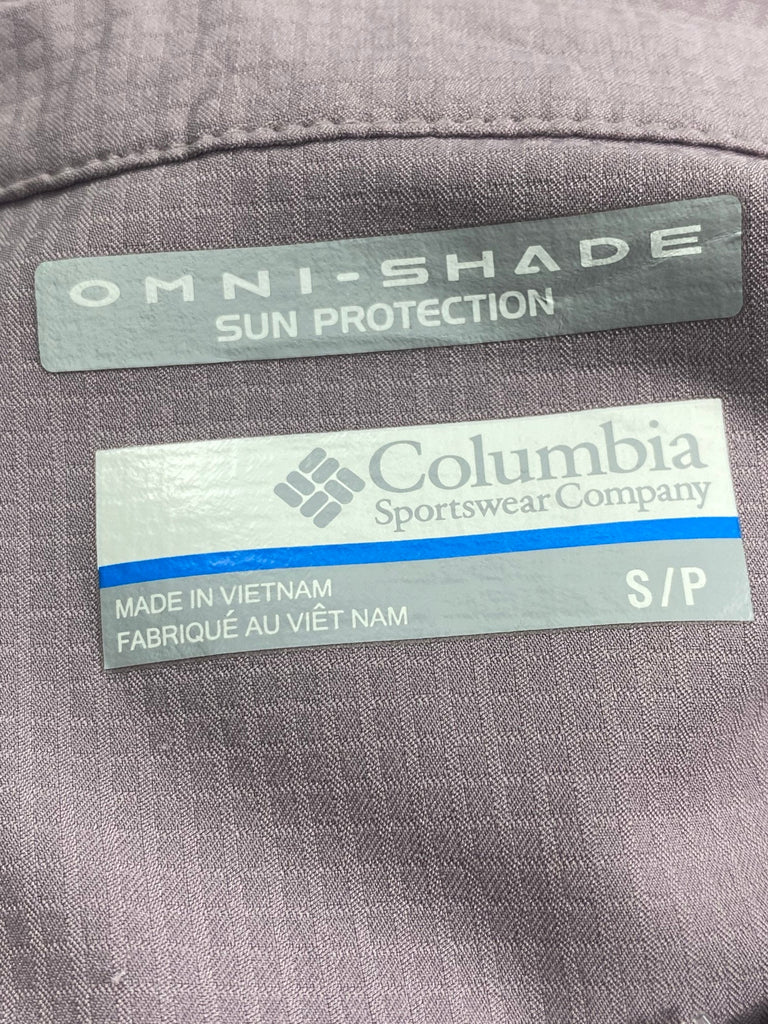 OMNI-SHADE
SUN PROTECTION
Columbia
Sportswear Company
MADE IN VIETNAM
FABRIQUÉ AU VIÊT NAM
S/P